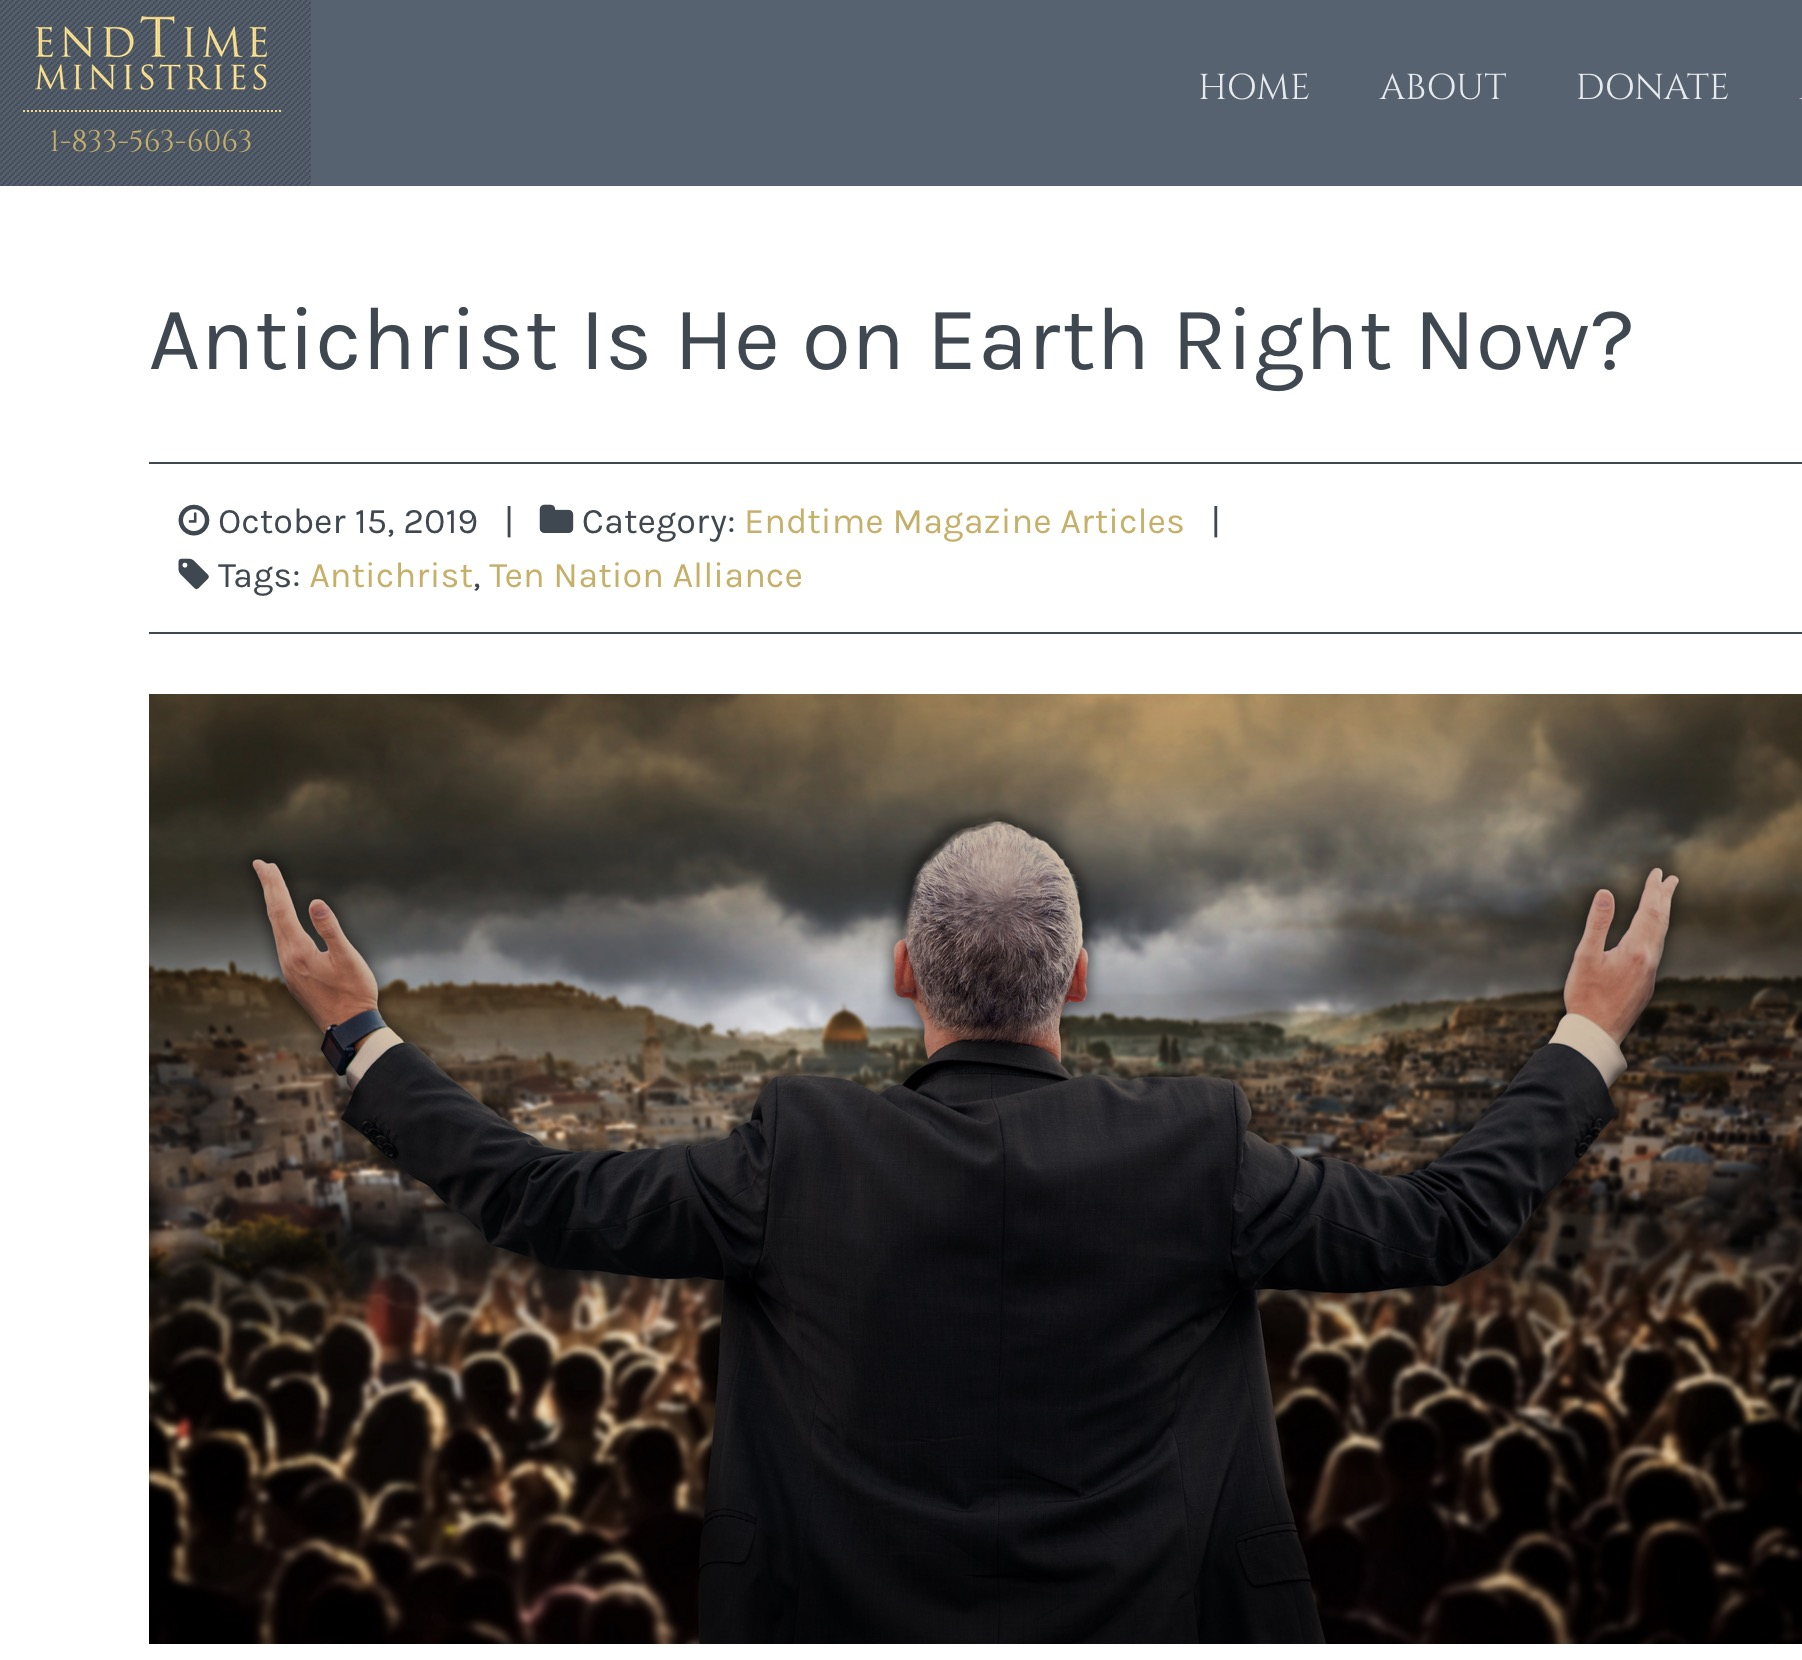 ENDTIME
MINISTRIES
1-833-563-6063
HOME ABOUT DONATE
Antichrist Is He on Earth Right Now?
October 15, 2019 | Category: Endtime Magazine Articles |
Tags: Antichrist, Ten Nation Alliance